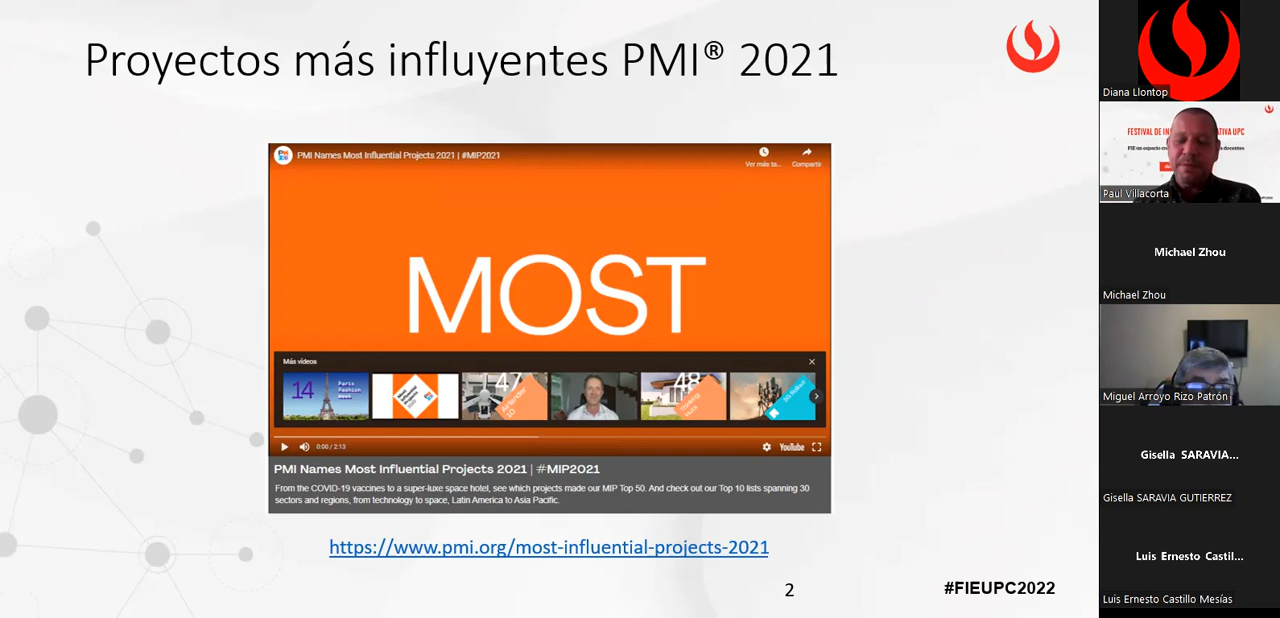 Proyectos más influyentes PMI® 2021
PMI Names Most Influential Projects 2021 | #MIP2021
Ver más ta...
Compartir
MOST
Más vídeos
14
Paris
Fashion
Week
47
48
0:00 / 2:13
YouTube
PMI Names Most Influential Projects 2021 | #MIP2021
From the COVID-19 vaccines to a super-luxe space hotel, see which projects made our MIP Top 50. And check out our Top 10 lists spanning 30
sectors and regions, from technology to space, Latin America to Asia Pacific.
https://www.pmi.org/most-influential-projects-2021
2
#FIEUPC2022
Diana Llontop
FESTIVAL DE
UPC
docentes
Paul Villacorta
Michael Zhou
Michael Zhou
Miguel Arroyo Rizo Patrón
Gisella SARAVIA...
Gisella SARAVIA GUTIERREZ
Luis Ernesto Castil...
Luis Ernesto Castillo Mesías